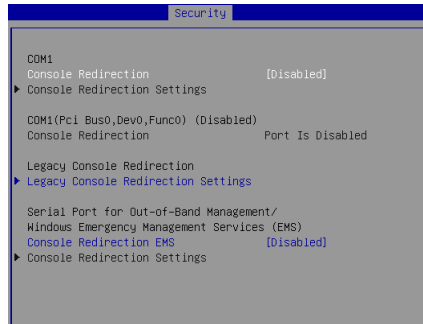 Security
COM1
Console Redirection [Disabled]
Console Redirection Settings
COM1(Pci Bus0,Dev0,Func0) (Disabled)
Console Redirection Port Is Disabled
Legacy Console Redirection
Legacy Console Redirection Settings
Serial Port for Out-of-Band Management/
Windows Emergency Management Services (EMS)
Console Redirection EMS [Disabled]
Console Redirection Settings